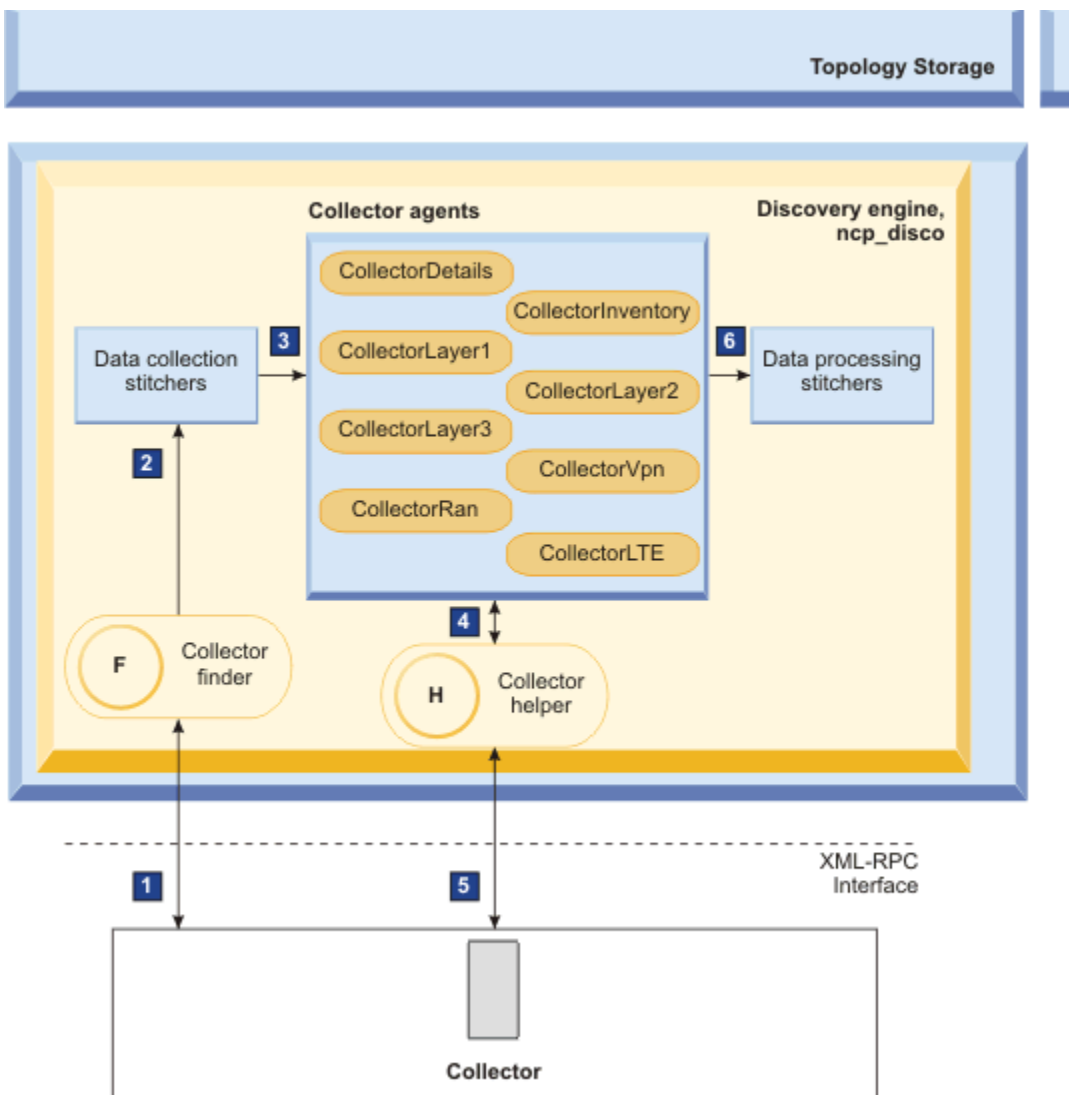 Topology Storage
Collector agents
Discovery engine,
ncp_disco
CollectorDetails
CollectorInventory
3
6
Data collection
stitchers
CollectorLayer1
Data processing
stitchers
CollectorLayer2
CollectorLayer3
2
CollectorVpn
CollectorRan
CollectorLTE
4
F
Collector
finder
H
Collector
helper
XML-RPC
Interface
1
5
Collector